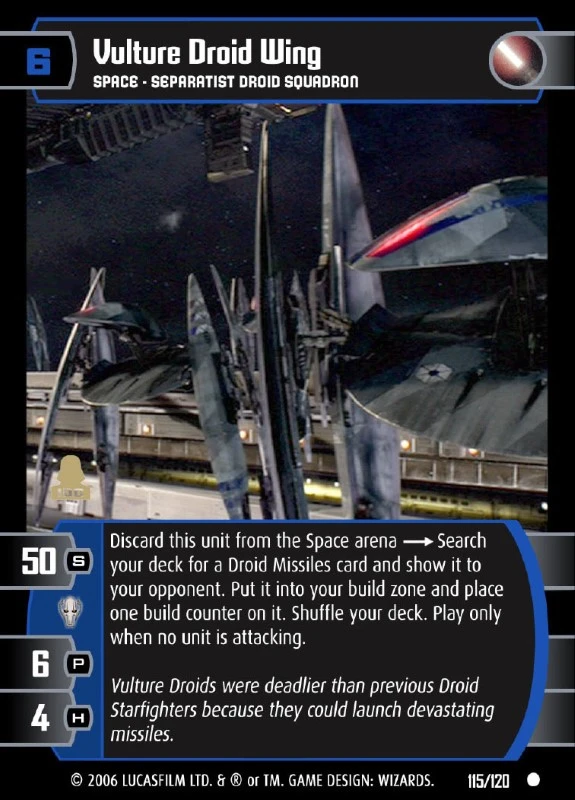 6
Vulture Droid Wing
SPACE - SEPARATIST DROID SQUADRON
50 S
6 P
4 H
Discard this unit from the Space arena → Search
your deck for a Droid Missiles card and show it to
your opponent. Put it into your build zone and place
one build counter on it. Shuffle your deck. Play only
when no unit is attacking.
Vulture Droids were deadlier than previous Droid
Starfighters because they could launch devastating
missiles.
© 2006 LUCASFILM LTD. & ® or TM. GAME DESIGN: WIZARDS. 115/120